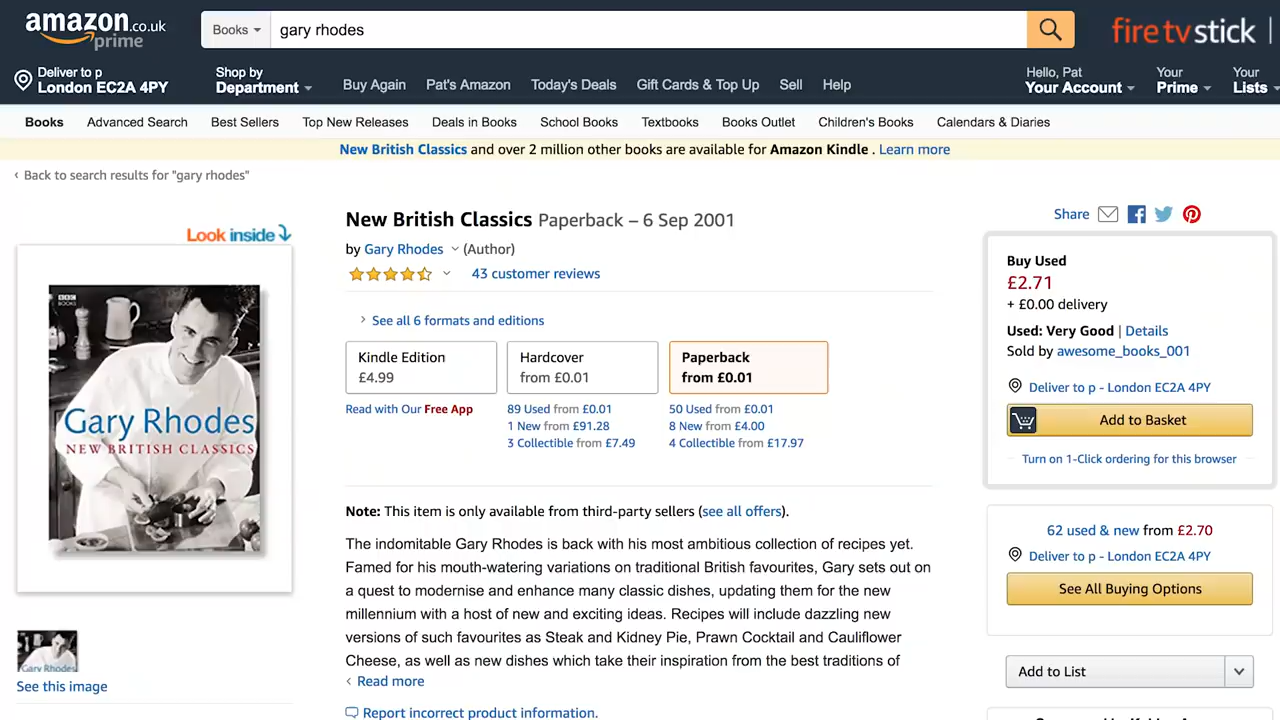 amazon.co.uk
prime
Books
gary rhodes
fire tv stick
Deliver to p
London EC2A 4PY
Shop by
Department
Buy Again
Pat's Amazon
Today's Deals
Gift Cards & Top Up
Sell
Help
Hello, Pat
Your Account
Your
Prime
Your
Lists
Books
Advanced Search
Best Sellers
Top New Releases
Deals in Books
School Books
Textbooks
Books Outlet
Children's Books
Calendars & Diaries
New British Classics and over 2 million other books are available for Amazon Kindle . Learn more
‹ Back to search results for "gary rhodes"
Look inside
BBC
BOOKS
Gary Rhodes
NEW BRITISH CLASSICS
Gary Rhodes
See this image
New British Classics Paperback – 6 Sep 2001
by Gary Rhodes (Author)
43 customer reviews
› See all 6 formats and editions
Kindle Edition
£4.99
Read with Our Free App
Hardcover
from £0.01
89 Used from £0.01
1 New from £91.28
3 Collectible from £7.49
Paperback
from £0.01
50 Used from £0.01
8 New from £4.00
4 Collectible from £17.97
Note: This item is only available from third-party sellers (see all offers).
The indomitable Gary Rhodes is back with his most ambitious collection of recipes yet.
Famed for his mouth-watering variations on traditional British favourites, Gary sets out on
a quest to modernise and enhance many classic dishes, updating them for the new
millennium with a host of new and exciting ideas. Recipes will include dazzling new
versions of such favourites as Steak and Kidney Pie, Prawn Cocktail and Cauliflower
Cheese, as well as new dishes which take their inspiration from the best traditions of
‹ Read more
Report incorrect product information.
Share
Buy Used
£2.71
+ £0.00 delivery
Used: Very Good | Details
Sold by awesome_books_001
Deliver to p - London EC2A 4PY
Add to Basket
Turn on 1-Click ordering for this browser
62 used & new from £2.70
Deliver to p - London EC2A 4PY
See All Buying Options
Add to List